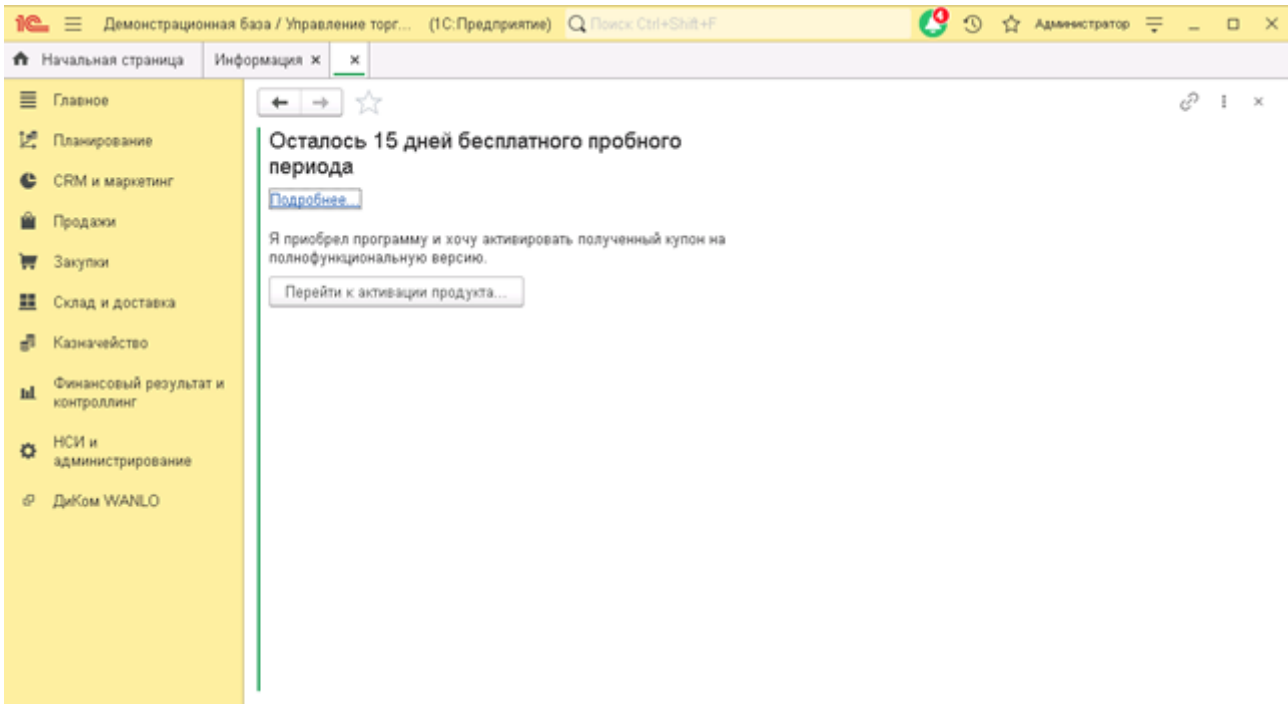 1С Демонстрационная база / Управление торг... (1С:Предприятие) Поиск Ctrl+Shift+F 4 Администратор
Начальная страница Информация
Главное
Планирование
CRM и маркетинг
Продажи
Закупки
Склад и доставка
Казначейство
Финансовый результат и
контроллинг
НСИ и
администрирование
ДиКом WANLO
Осталось 15 дней бесплатного пробного
периода
Подробнее...
Я приобрел программу и хочу активировать полученный купон на
полнофункциональную версию.
Перейти к активации продукта...